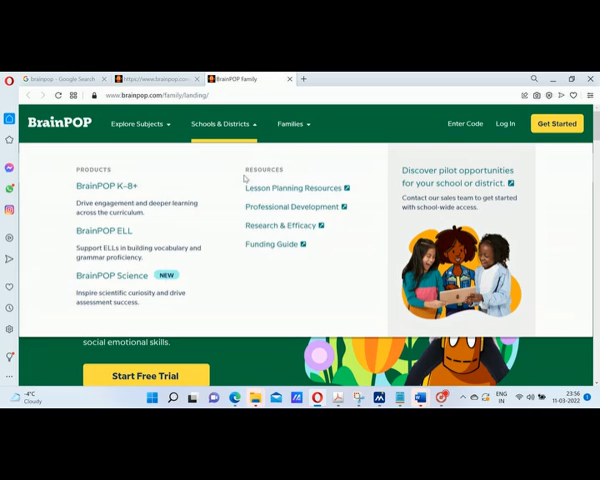 brainpop - Google Search
https://www.brainpop.co
BrainPOP Family
www.brainpop.com/family/landing/
BrainPOP
Explore Subjects
Schools & Districts
Families
Enter Code
Log In
Get Started
PRODUCTS
BrainPOP K-8+
Drive engagement and deeper learning
across the curriculum.
BrainPOP ELL
Support ELLs in building vocabulary and
grammar proficiency.
BrainPOP Science NEW
Inspire scientific curiosity and drive
assessment success.
RESOURCES
Lesson Planning Resources
Professional Development
Research & Efficacy
Funding Guide
Discover pilot opportunities
for your school or district.
Contact our sales team to get started
with school-wide access.
social emotional skills.
Start Free Trial
-4°C
Cloudy
ENG
IN
23:56
11-03-2022